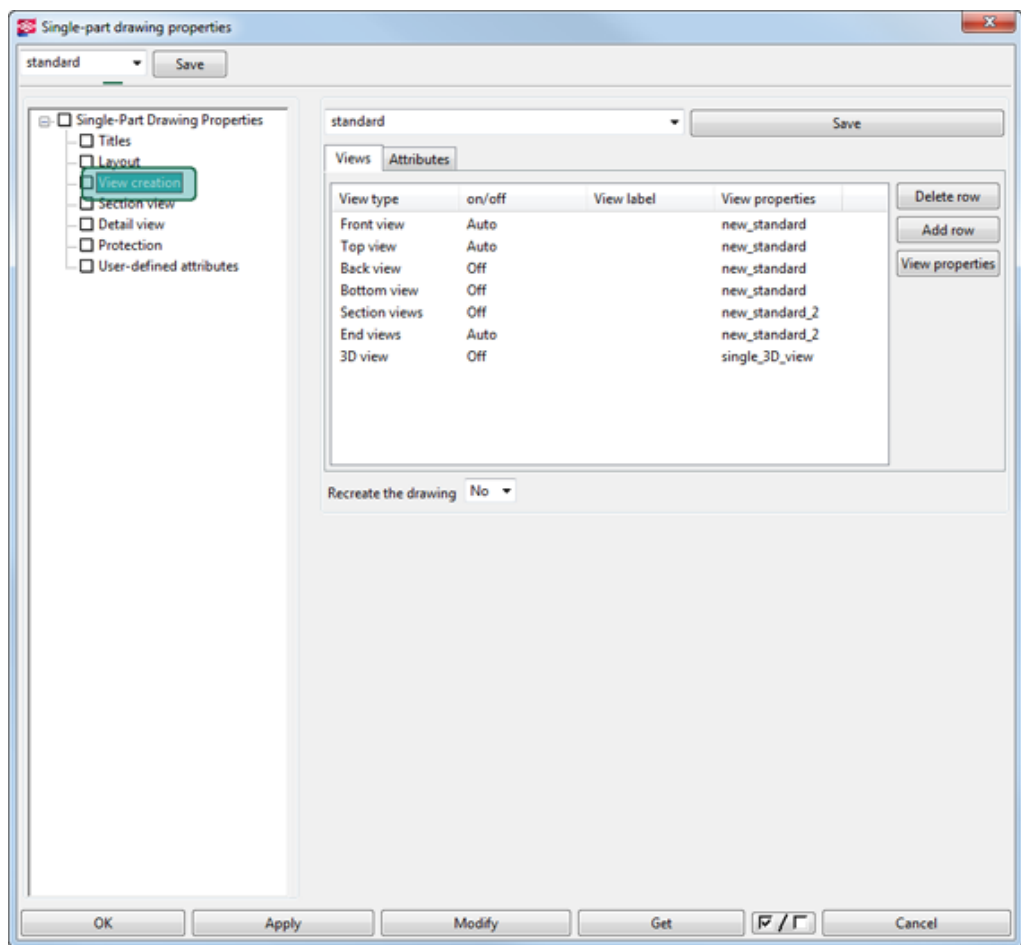 Single-part drawing properties
standard Save
Single-Part Drawing Properties
Titles
Layout
View creation
Section view
Detail view
Protection
User-defined attributes
standard Save
Views Attributes
View type on/off View label View properties
Front view Auto new_standard
Top view Auto new_standard
Back view Off new_standard
Bottom view Off new_standard
Section views Off new_standard_2
End views Auto new_standard_2
3D view Off single_3D_view
Delete row
Add row
View properties
Recreate the drawing No
OK Apply Modify Get / Cancel